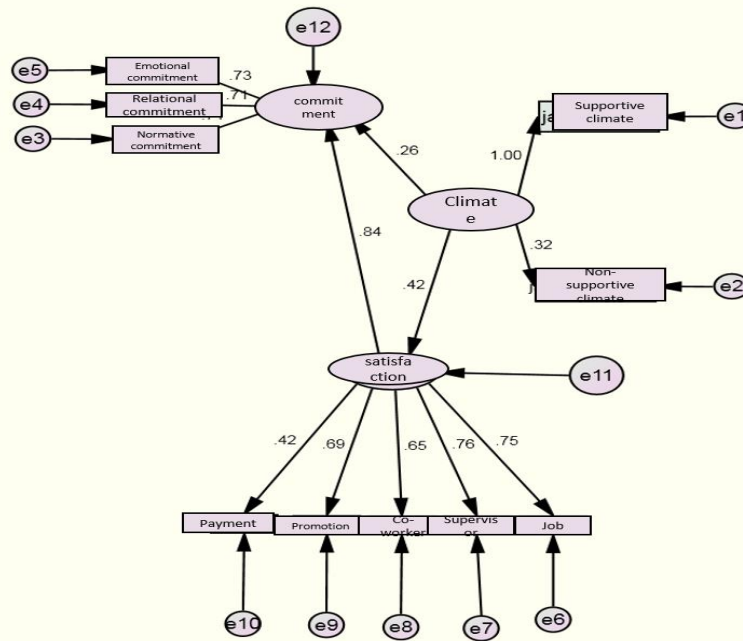 e12
e5
Emotional
commitment
.73
e4
Relational
commitment
.71
e3
Normative
commitment
commit
ment
Supportive
climate
e1
1.00
.26
Climat
e
.32
Non-
supportive
climate
e2
.84
.42
satisfa
ction
e11
.42
.69
.65
.76
.75
Payment
Promotion
Co-
worker
Supervis
or
Job
e10
e9
e8
e7
e6